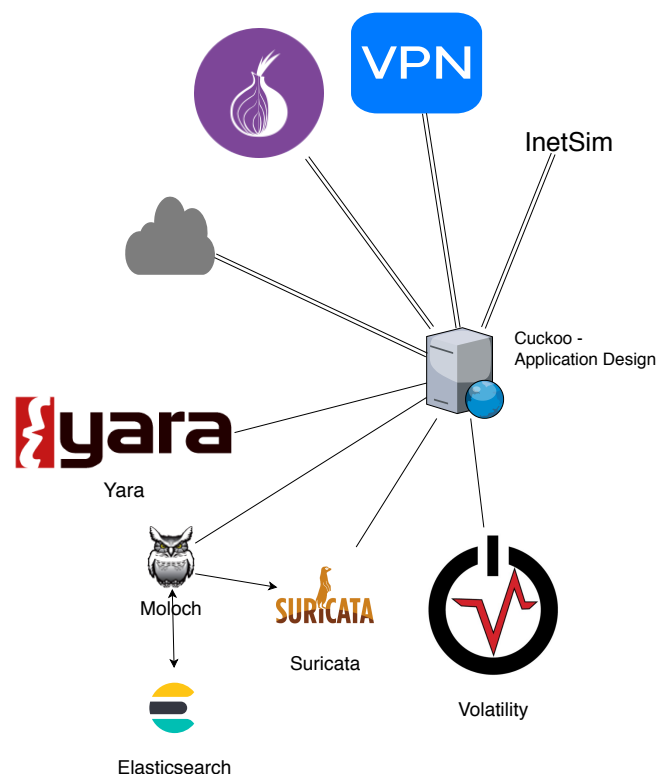 VPN
InetSim
Cuckoo -
Application Design
yara
Yara
Moloch
SURICATA
Suricata
Volatility
Elasticsearch